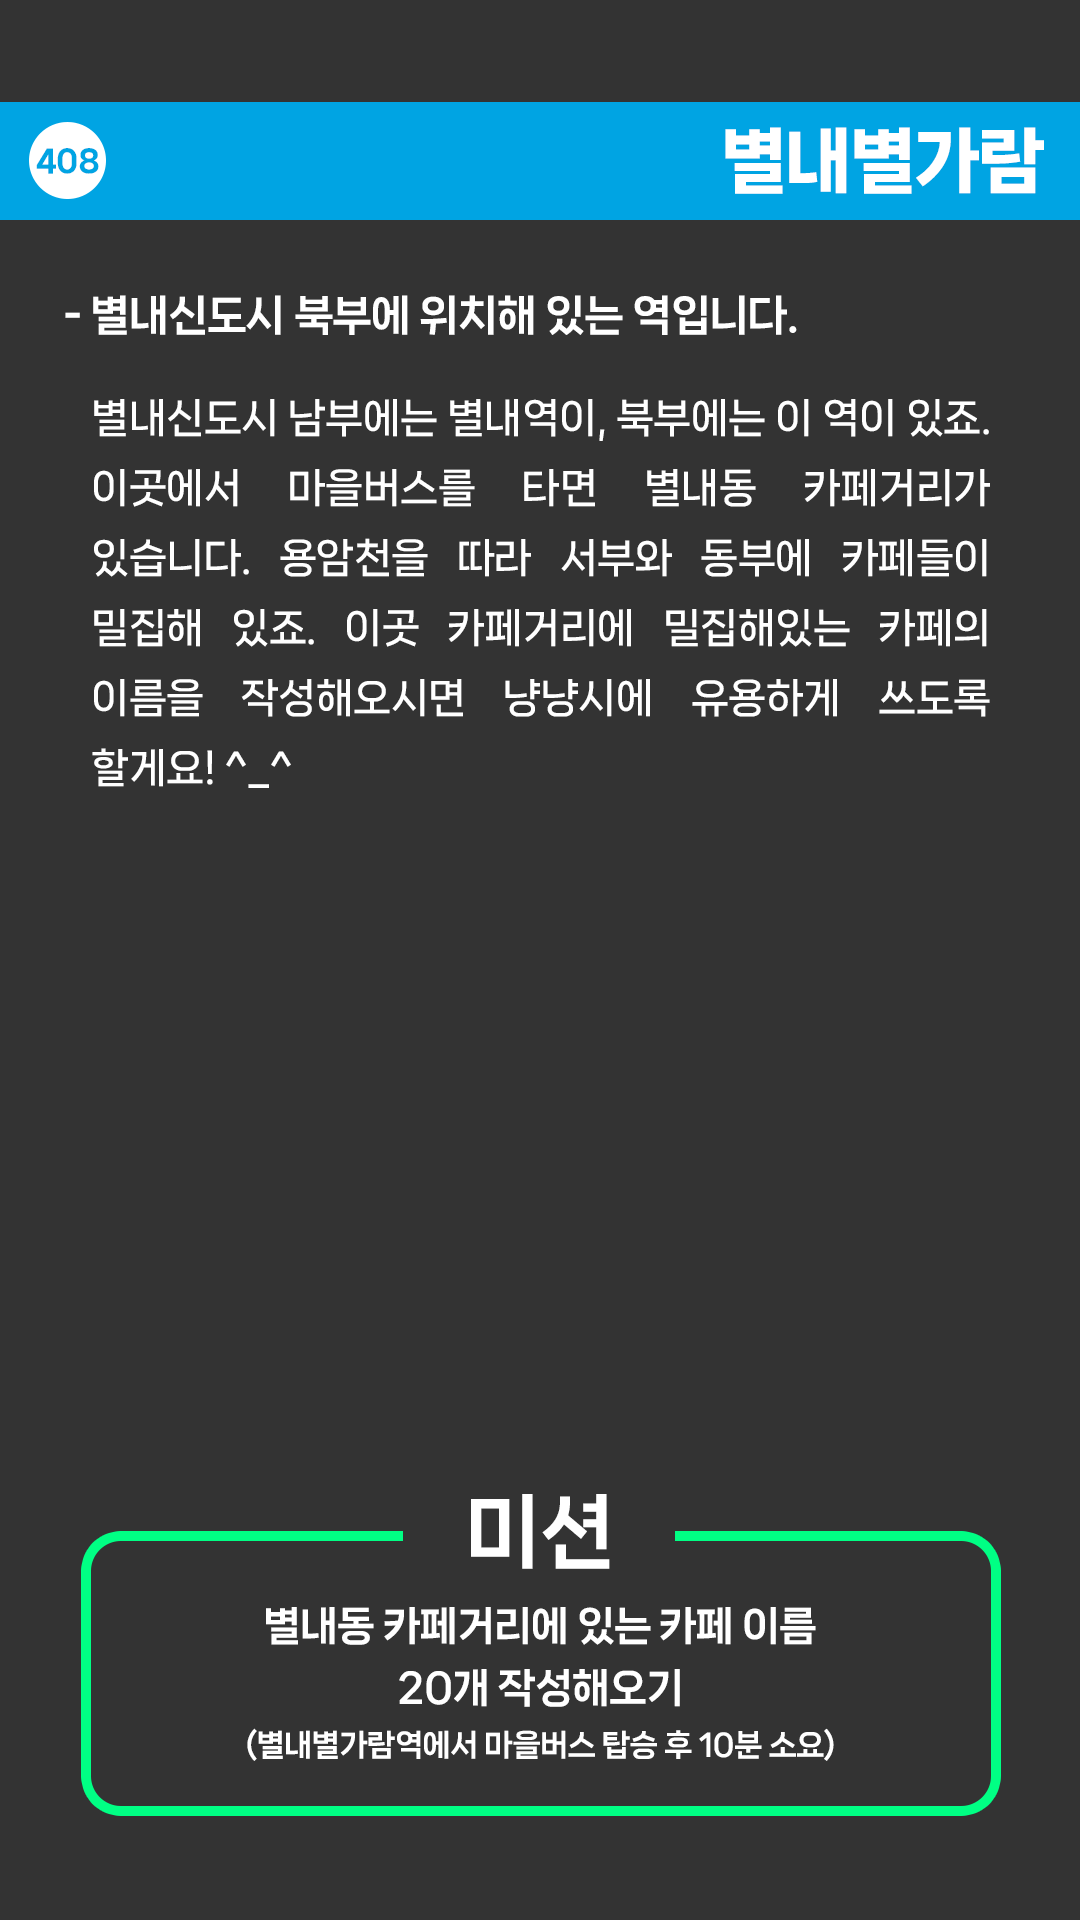 408
별내별가람
- 별내신도시 북부에 위치해 있는 역입니다.
별내신도시 남부에는 별내역이, 북부에는 이 역이 있죠.
이곳에서 마을버스를 타면 별내동 카페거리가
있습니다. 용암천을 따라 서부와 동부에 카페들이
밀집해 있죠. 이곳 카페거리에 밀집해있는 카페의
이름을 작성해오시면 냥냥시에 유용하게 쓰도록
할게요! ^_^
미션
별내동 카페거리에 있는 카페 이름
20개 작성해오기
(별내별가람역에서 마을버스 탑승 후 10분 소요)